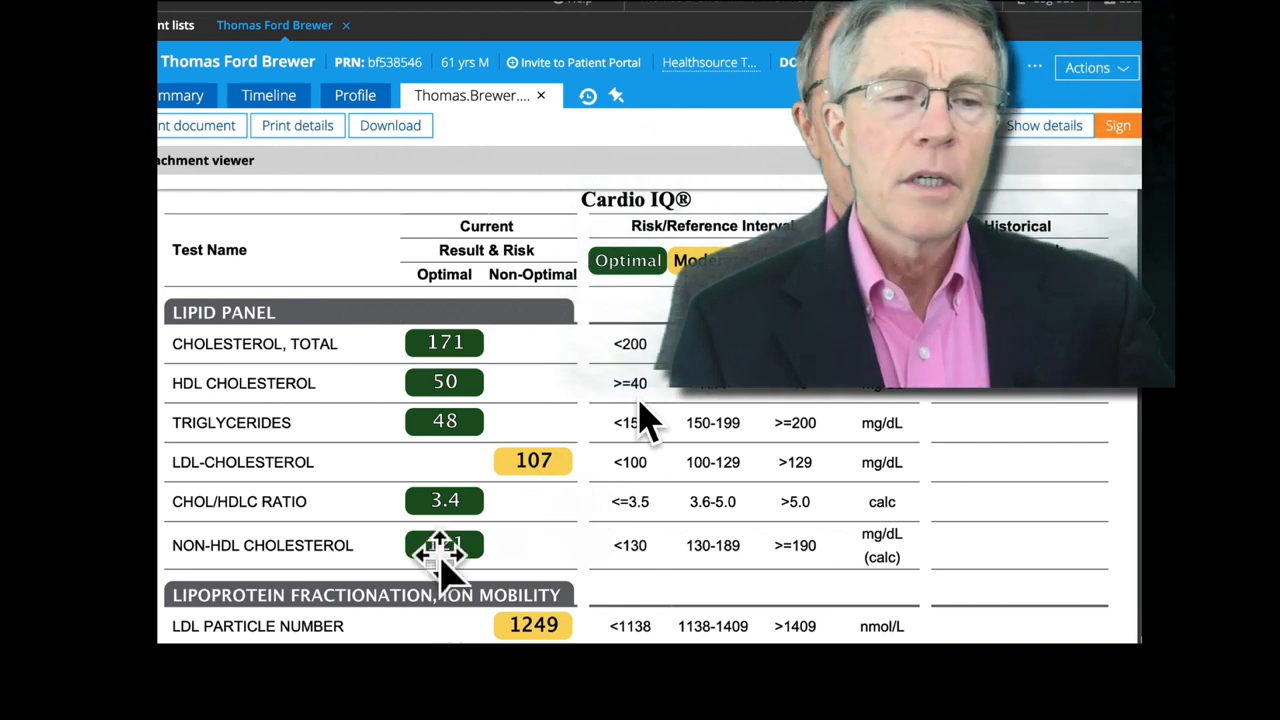 nt lists Thomas Ford Brewer ×
Thomas Ford Brewer PRN: bf538546 61 yrs M Invite to Patient Portal Healthsource T... DO ... Actions
mmary Timeline Profile Thomas.Brewer.... ×
nt document Print details Download Show details Sign
achment viewer
Cardio IQ®
Test Name
Current
Result & Risk
Optimal Non-Optimal
Risk/Reference Interval
Optimal
Historical
LIPID PANEL
CHOLESTEROL, TOTAL 171 <200
HDL CHOLESTEROL 50 >=40
TRIGLYCERIDES 48 150-199 >=200 mg/dL
LDL-CHOLESTEROL 107 <100 100-129 >129 mg/dL
CHOL/HDLC RATIO 3.4 <=3.5 3.6-5.0 >5.0 calc
NON-HDL CHOLESTEROL <130 130-189 >=190 mg/dL (calc)
LIPOPROTEIN FRACTIONATION, ION MOBILITY
LDL PARTICLE NUMBER 1249 <1138 1138-1409 >1409 nmol/L